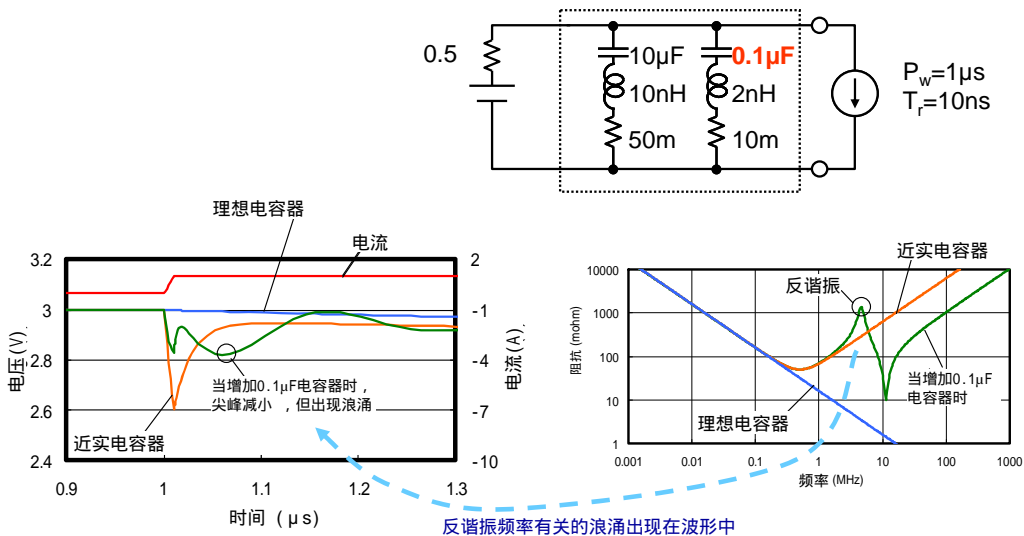 0.5
10μF
10nH
50m
0.1μF
2nH
10m
Pw=1μs
Tr=10ns
理想电容器
电流
3.2
3
2.8
2.6
2.4
电压(V)
2
-1
-4
-7
-10
电流(A)
当增加0.1μF电容器时，
尖峰减小 ，但出现浪涌
近实电容器
0.9
1
1.1
1.2
1.3
时间 (μs)
近实电容器
反谐振
10000
1000
100
10
1
阻抗 (mohm)
当增加0.1μF
电容器时
理想电容器
0.001
0.01
0.1
1
10
100
1000
频率 (MHz)
反谐振频率有关的浪涌出现在波形中